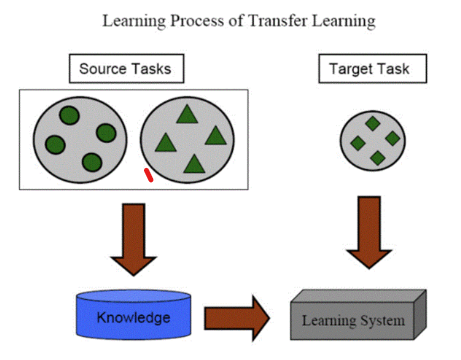 Learning Process of Transfer Learning
Source Tasks
Target Task
Knowledge
Learning System